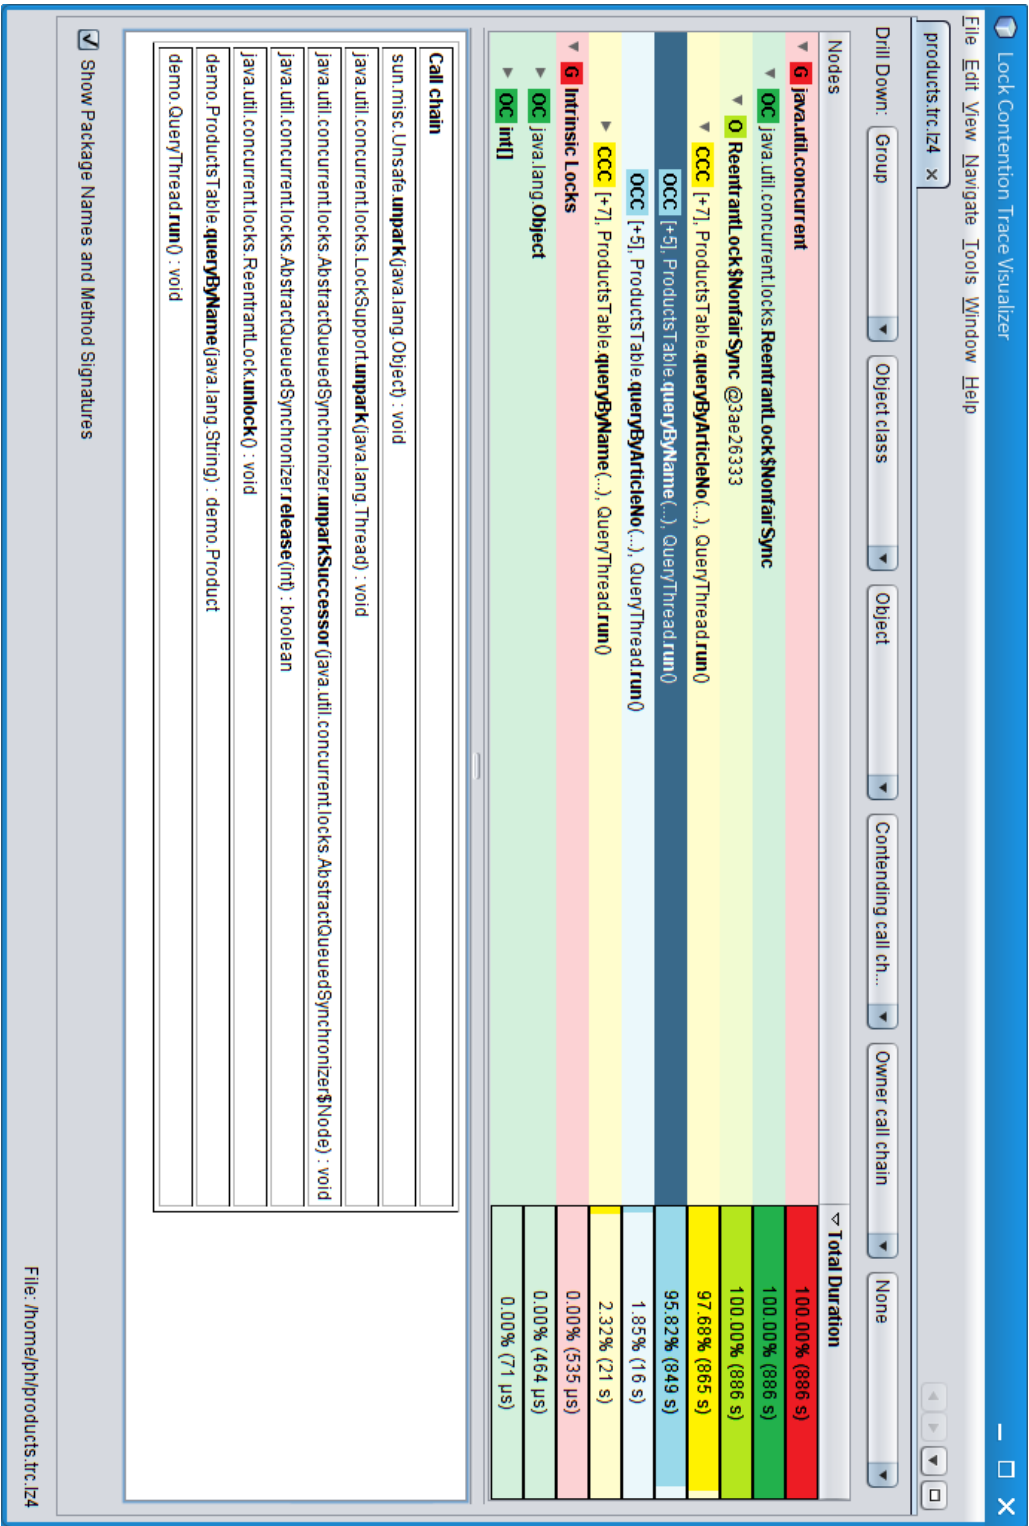 Lock Contention Trace Visualizer
File Edit View Navigate Tools Window Help
products.trc.lz4 x
Drill Down: Group Object class Object Contending call ch... Owner call chain None
Nodes Total Duration
G java.util.concurrent 100.00% (886 s)
OC java.util.concurrent.locks.ReentrantLock$NonfairSync 100.00% (886 s)
O ReentrantLock$NonfairSync @3ae26333 100.00% (886 s)
CCC [+7], ProductsTable.queryByArticleNo(...), QueryThread.run() 97.68% (865 s)
OCC [+5], ProductsTable.queryByName(...), QueryThread.run() 95.82% (849 s)
OCC [+5], ProductsTable.queryByArticleNo(...), QueryThread.run() 1.85% (16 s)
CCC [+7], ProductsTable.queryByName(...), QueryThread.run() 2.32% (21 s)
G Intrinsic Locks 0.00% (535 µs)
OC java.lang.Object 0.00% (464 µs)
OC int[] 0.00% (71 µs)
Call chain
sun.misc.Unsafe.unpark(java.lang.Object) : void
java.util.concurrent.locks.LockSupport.unpark(java.lang.Thread) : void
java.util.concurrent.locks.AbstractQueuedSynchronizer.unparkSuccessor(java.util.concurrent.locks.AbstractQueuedSynchronizer$Node) : void
java.util.concurrent.locks.AbstractQueuedSynchronizer.release(int) : boolean
java.util.concurrent.locks.ReentrantLock.unlock() : void
demo.ProductsTable.queryByName(java.lang.String) : demo.Product
demo.QueryThread.run() : void
Show Package Names and Method Signatures
File: /home/ph/products.trc.lz4